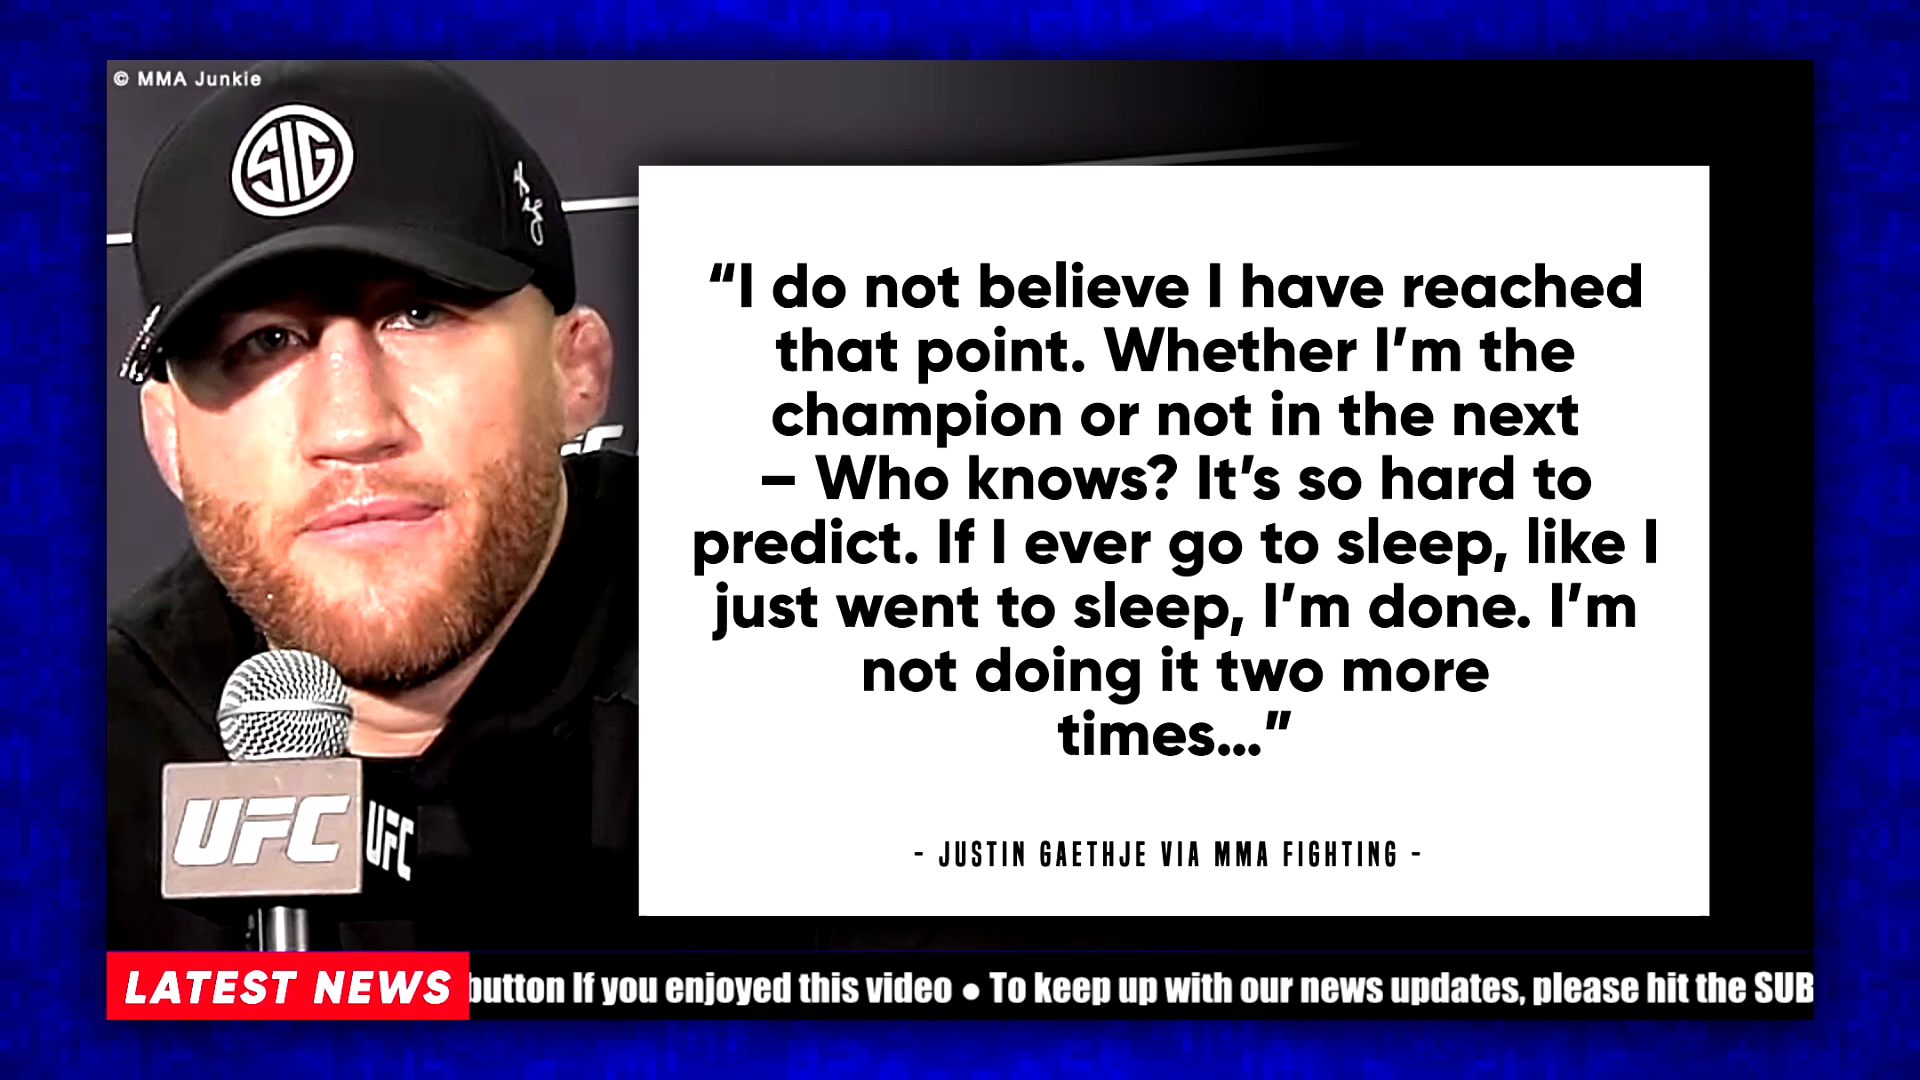 © MMA Junkie
SIG
“I do not believe I have reached
that point. Whether I’m the
champion or not in the next
– Who knows? It’s so hard to
predict. If I ever go to sleep, like I
just went to sleep, I’m done. I’m
not doing it two more
times...”
- JUSTIN GAETHJE VIA MMA FIGHTING -
UFC
UFC
LATEST NEWS
button If you enjoyed this video ● To keep up with our news updates, please hit the SUB